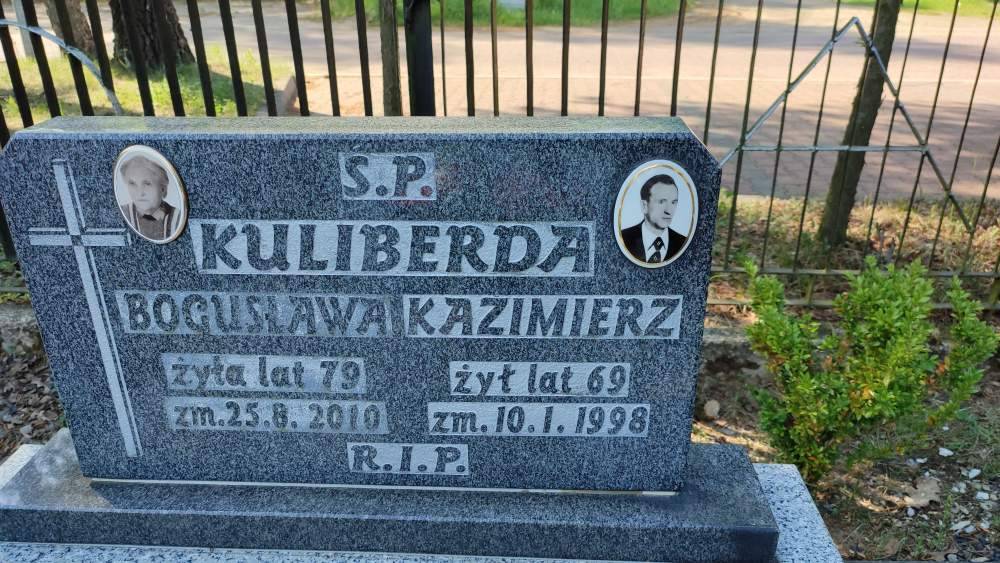 Ś.P.
KULIBERDA
BOGUSŁAWA KAZIMIERZ
żyła lat 79 żył lat 69
zm. 25.8. 2010 zm. 10.1. 1998
R.I.P.